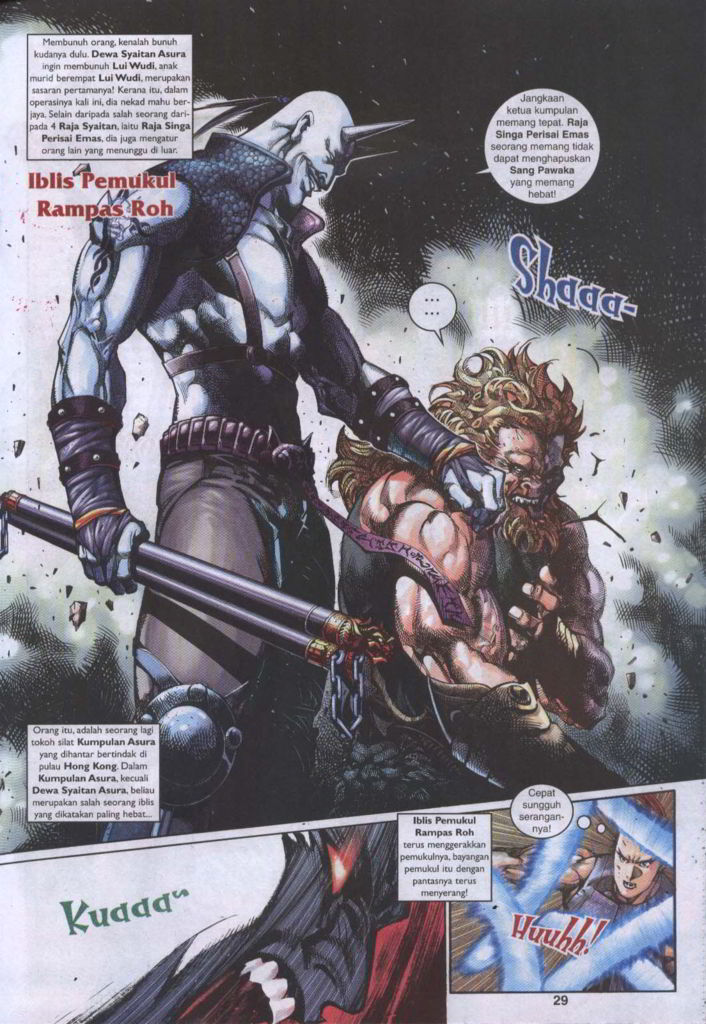 Membunuh orang, kenalah bunuh
kudanya dulu. Dewa Syaitan Asura
ingin membunuh Lui Wudi, anak
murid berempat Lui Wudi, merupakan
sasaran pertamanya! Kerana itu, dalam
operasinya kali ini, dia nekad mahu ber-
jaya. Selain daripada salah seorang dari-
pada 4 Raja Syaitan, iaitu Raja Singa
Perisai Emas, dia juga mengatur
orang lain yang menunggu di luar.
Iblis Pemukul
Rampas Roh
Jangkaan
ketua kumpulan
memang tepat. Raja
Singa Perisai Emas
seorang memang tidak
dapat menghapuskan
Sang Pawaka
yang memang
hebat!
Shaaa-
...
...
Orang itu, adalah seorang lagi
tokoh silat Kumpulan Asura
yang dihantar bertindak di
pulau Hong Kong. Dalam
Kumpulan Asura, kecuali
Dewa Syaitan Asura, beliau
merupakan salah seorang iblis
yang dikatakan paling hebat...
Kuaaa~
Iblis Pemukul
Rampas Roh
terus menggerakkan
pemukulnya, bayangan
pemukul itu dengan
pantasnya terus
menyerang!
Cepat
sungguh
serangan-
nya!
Huuhh!
29